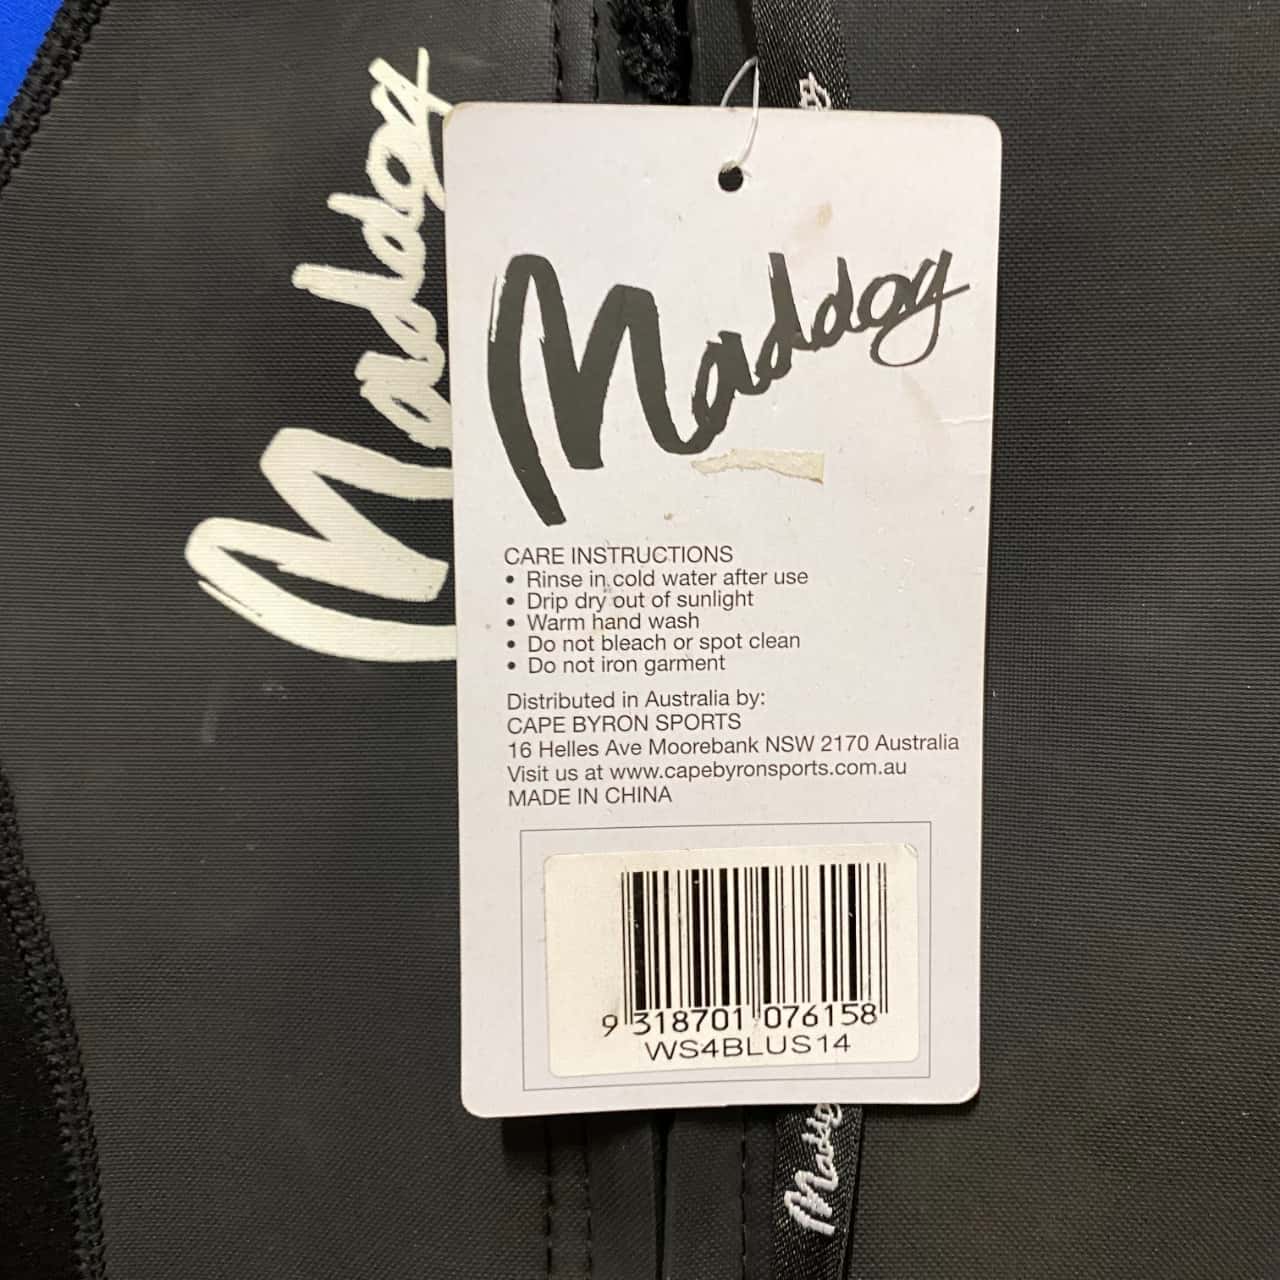 Maddog
Maddog
CARE INSTRUCTIONS
• Rinse in cold water after use
• Drip dry out of sunlight
• Warm hand wash
• Do not bleach or spot clean
• Do not iron garment
Distributed in Australia by:
CAPE BYRON SPORTS
16 Helles Ave Moorebank NSW 2170 Australia
Visit us at www.capebyronsports.com.au
MADE IN CHINA
9 318701 076158
WS4BLUS14
Maddog